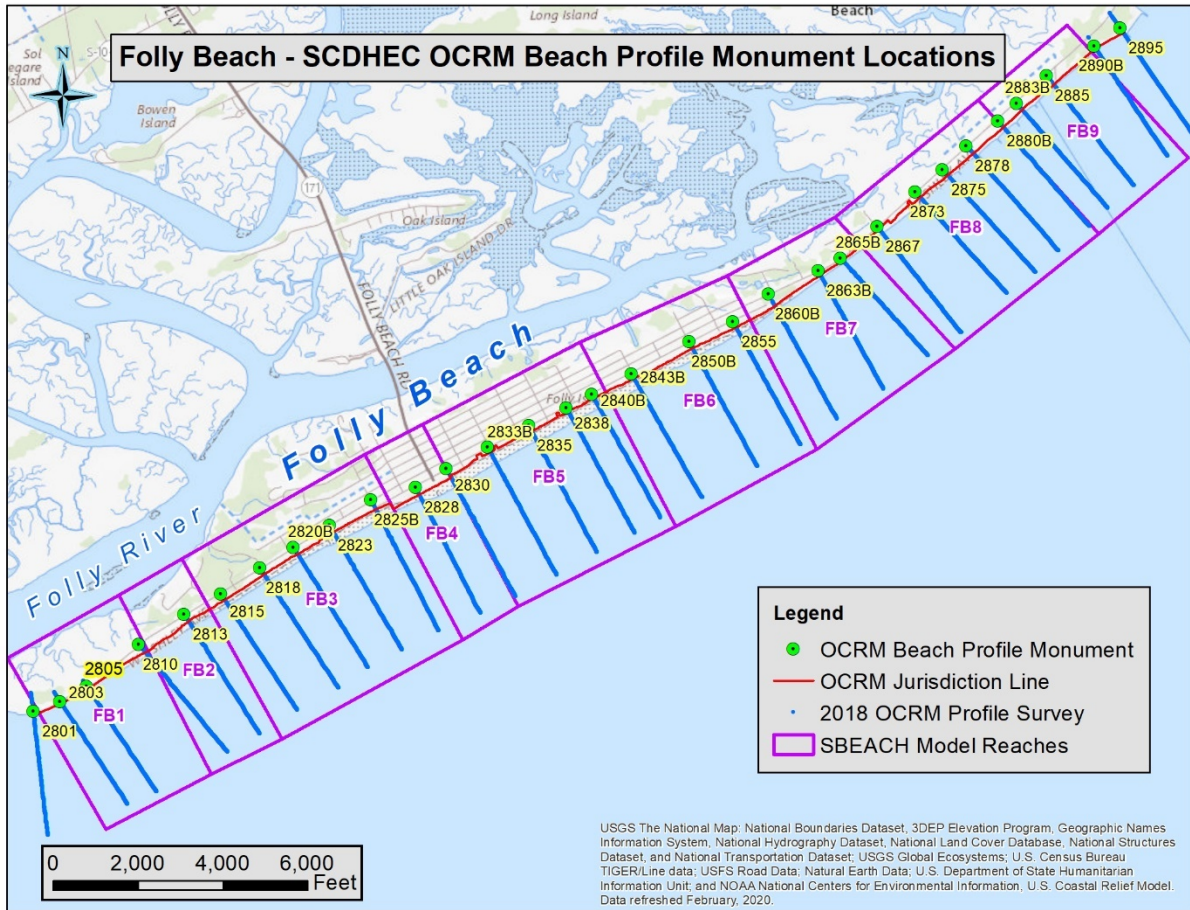 Folly Beach - SCDHEC OCRM Beach Profile Monument Locations
Long Island
Beach
Sol
Legare
Island
S-10
N
Bowen
Island
171
Oak Island
LITTLE OAK ISLAND DR
FOLLY BEACH RD
Folly Beach
Folly River
Folly Is
2895
2890B
2885
2883B
FB9
2880B
2878
2875
2873
FB8
2867
2865B
2863B
FB7
2860B
2855
2850B
FB6
2843B
2840B
2838
2835
2833B
FB5
2830
2828
FB4
2825B
2823
2820B
FB3
2818
2815
2813
FB2
2810
2805
2803
FB1
2801
Legend
OCRM Beach Profile Monument
OCRM Jurisdiction Line
2018 OCRM Profile Survey
SBEACH Model Reaches
0 2,000 4,000 6,000
Feet
USGS The National Map: National Boundaries Dataset, 3DEP Elevation Program, Geographic Names
Information System, National Hydrography Dataset, National Land Cover Database, National Structures
Dataset, and National Transportation Dataset; USGS Global Ecosystems; U.S. Census Bureau
TIGER/Line data; USFS Road Data; Natural Earth Data; U.S. Department of State Humanitarian
Information Unit; and NOAA National Centers for Environmental Information, U.S. Coastal Relief Model.
Data refreshed February, 2020.